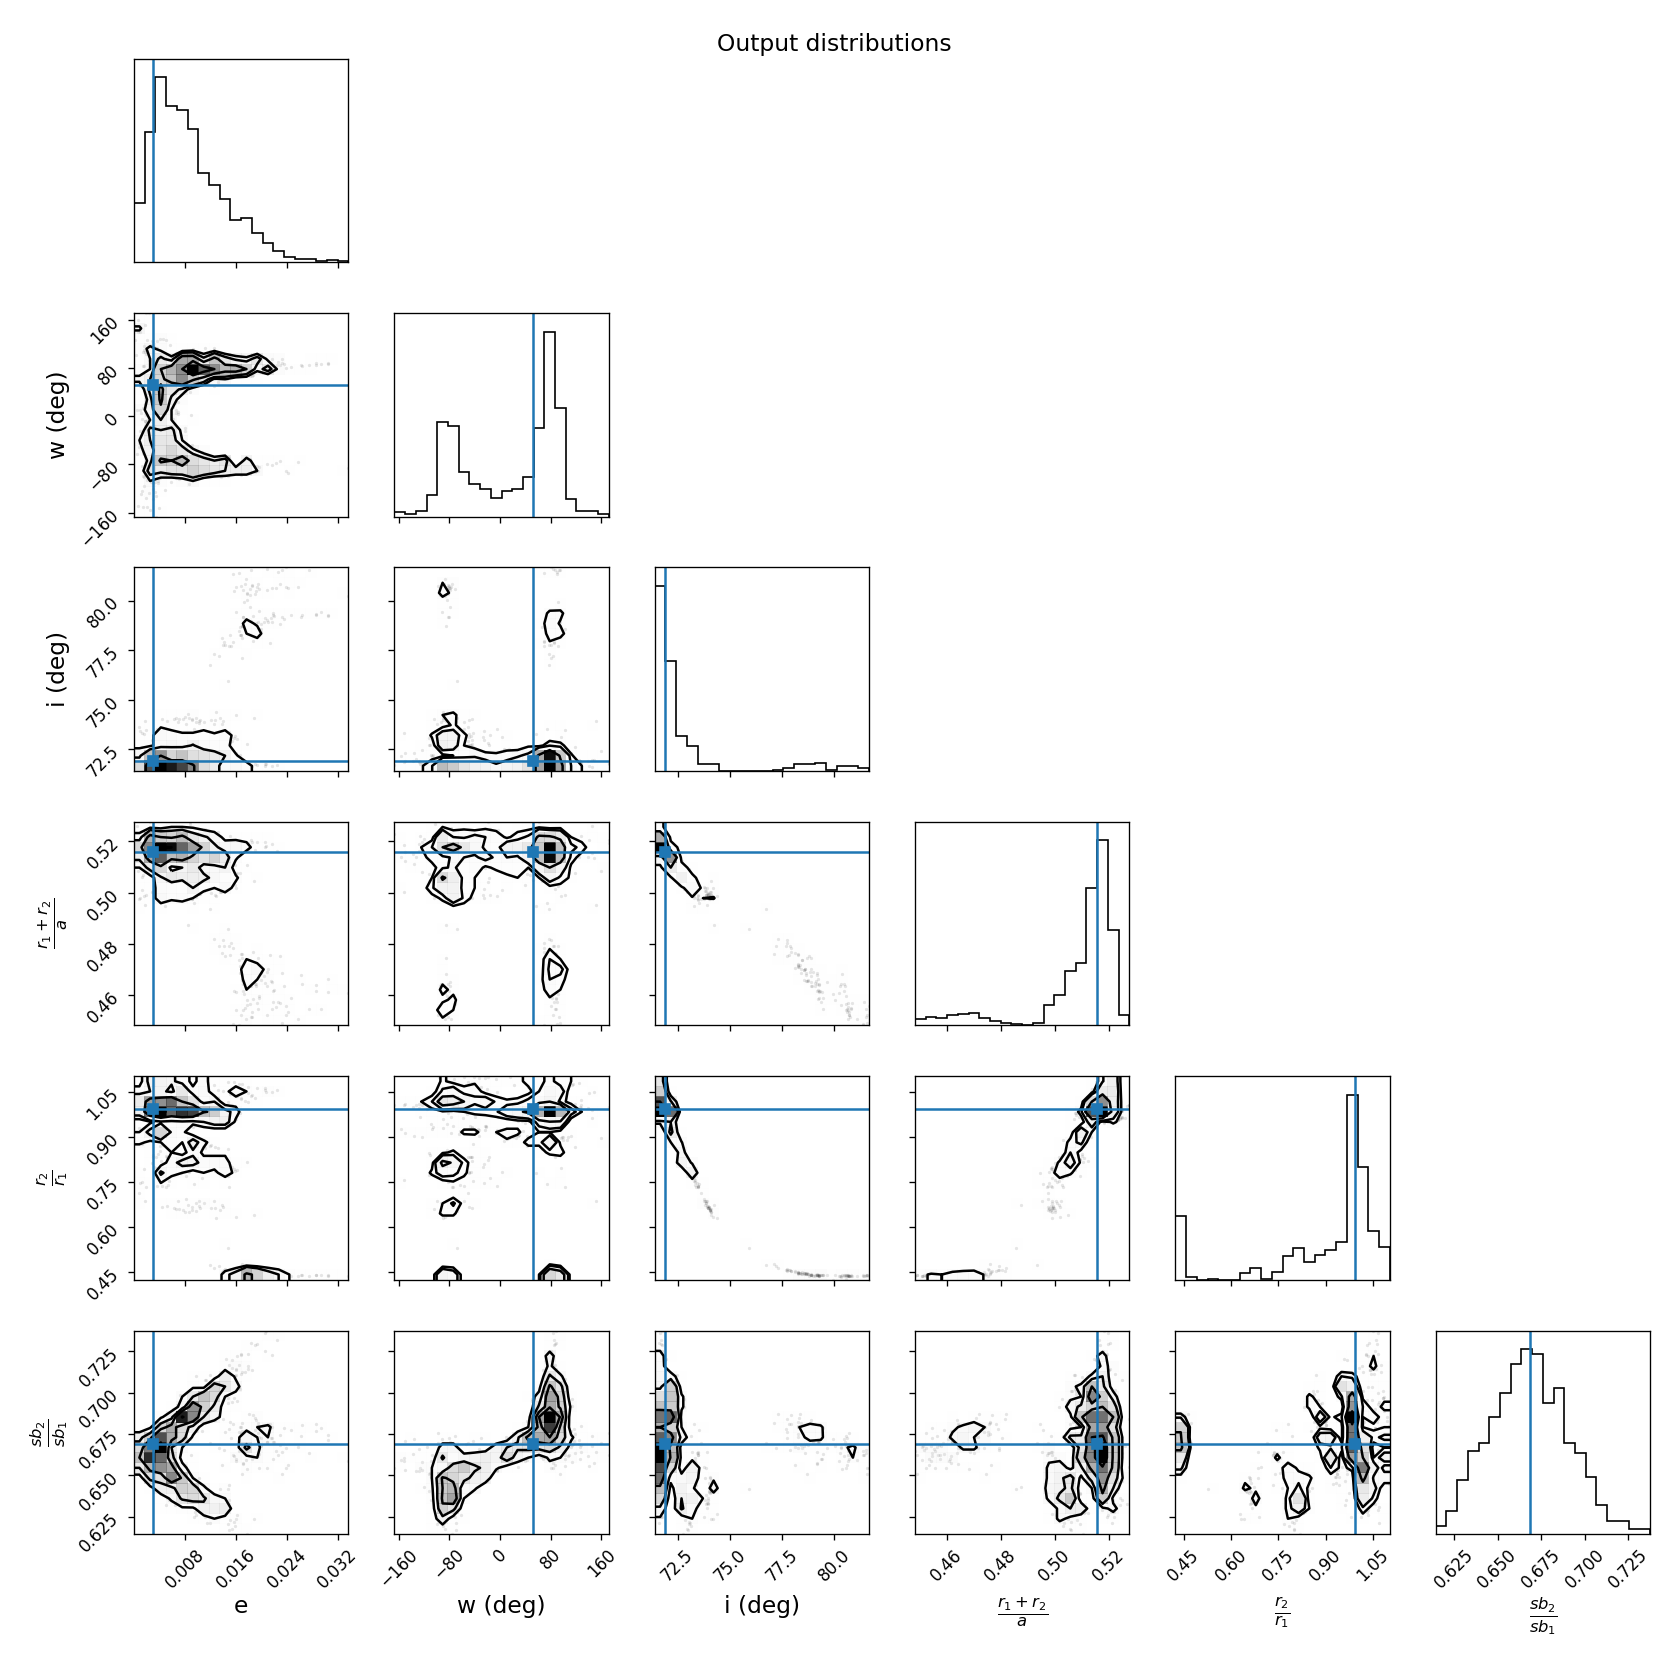 Output distributions
160
80
0
−80
−160
w (deg)
80.0
77.5
75.0
72.5
i (deg)
0.52
0.50
0.48
0.46
r₁ + r₂
a
1.05
0.90
0.75
0.60
0.45
r₂
r₁
0.725
0.700
0.675
0.650
0.625
sb₂
sb₁
0.008 0.016 0.024 0.032
−160 −80 0 80 160
72.5 75.0 77.5 80.0
0.46 0.48 0.50 0.52
0.45 0.60 0.75 0.90 1.05
0.625 0.650 0.675 0.700 0.725
e
w (deg)
i (deg)
r₁ + r₂
a
r₂
r₁
sb₂
sb₁